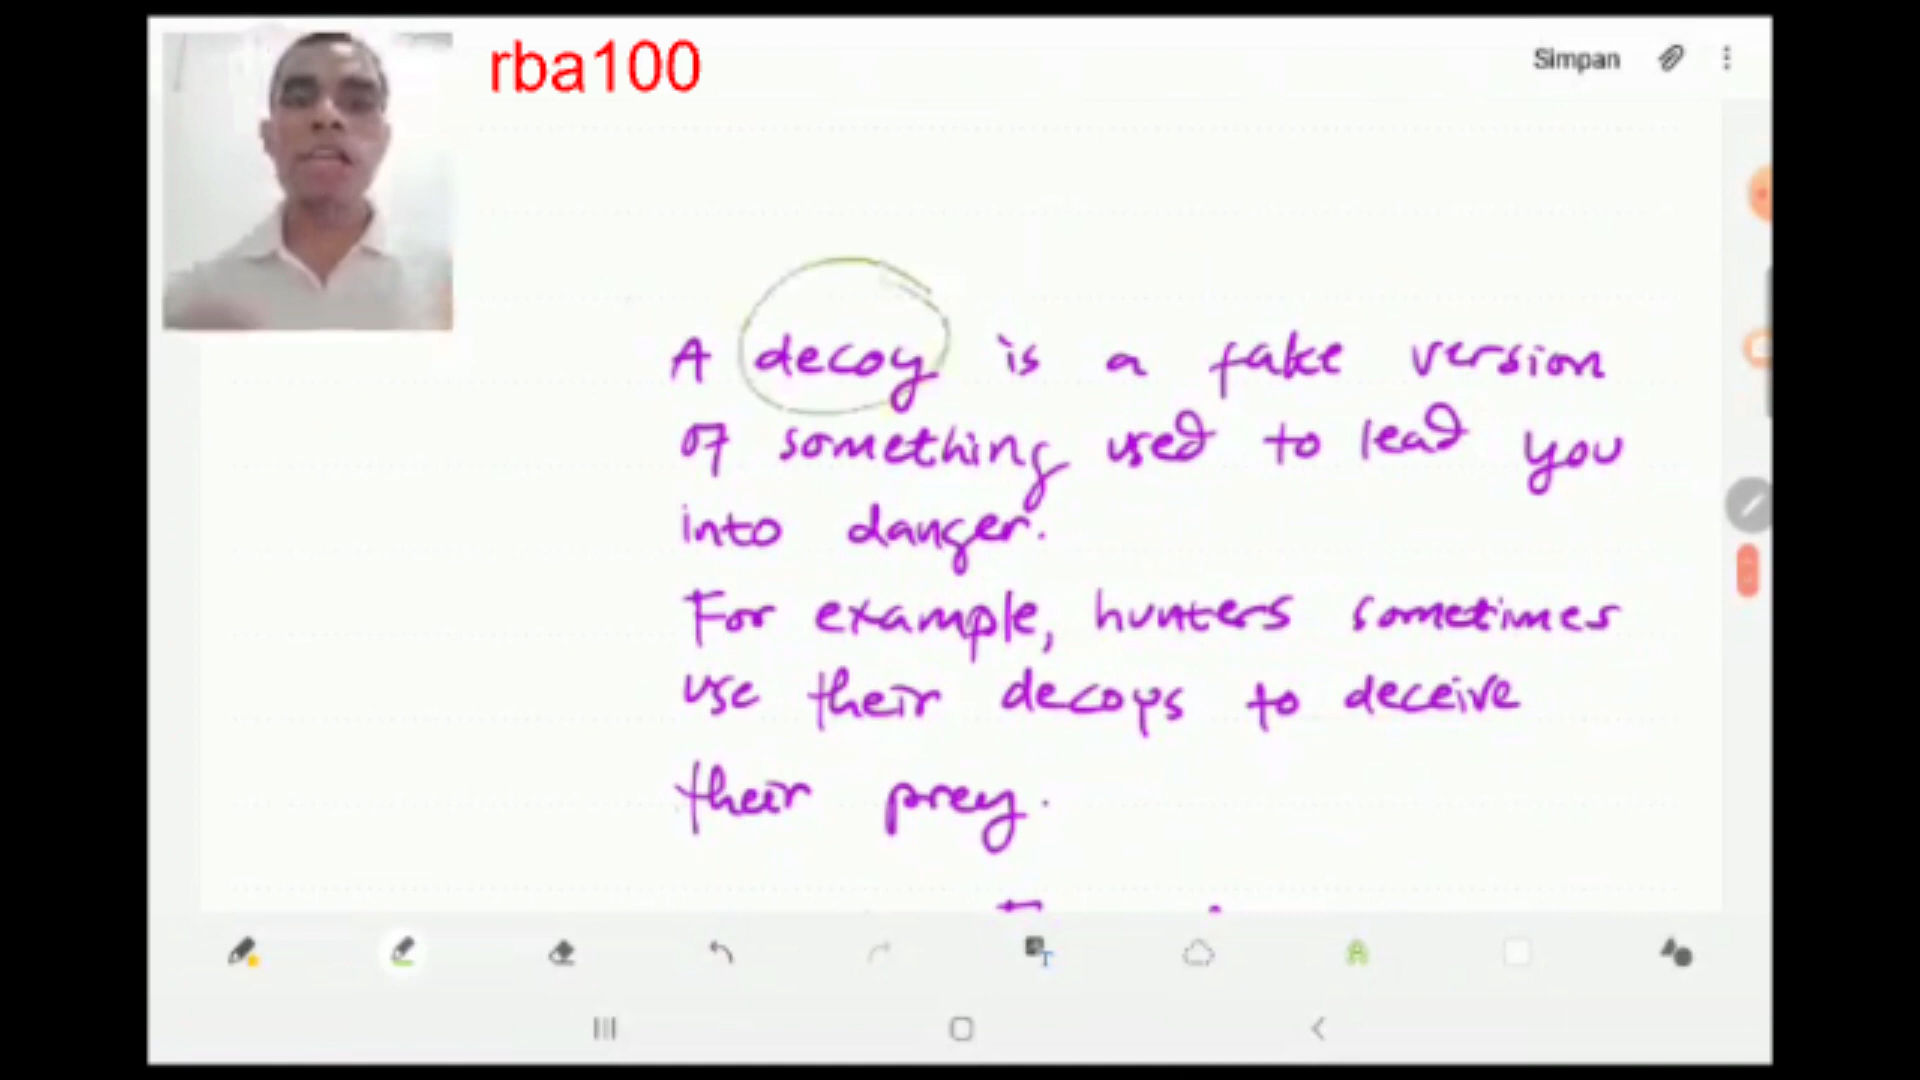 rba100
Simpan
A decoy is a fake version
of something used to lead you
into danger.
For example, hunters sometimes
use their decoys to deceive
their prey.